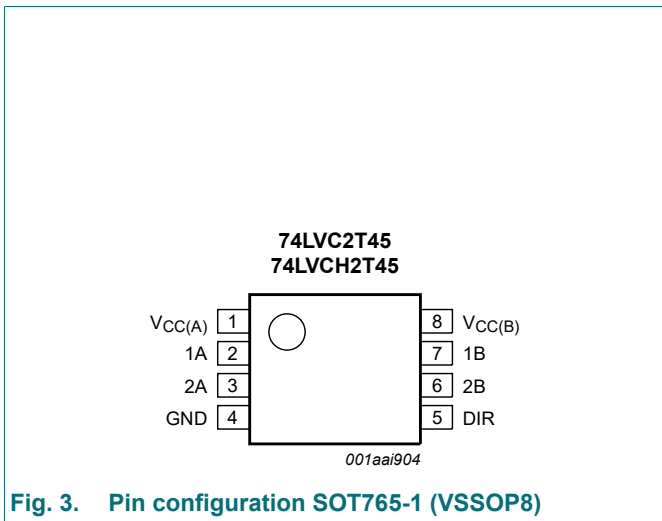 74LVC2T45
74LVCH2T45
VCC(A) 1 8 VCC(B)
1A 2 7 1B
2A 3 6 2B
GND 4 5 DIR
001aai904
Fig. 3. Pin configuration SOT765-1 (VSSOP8)